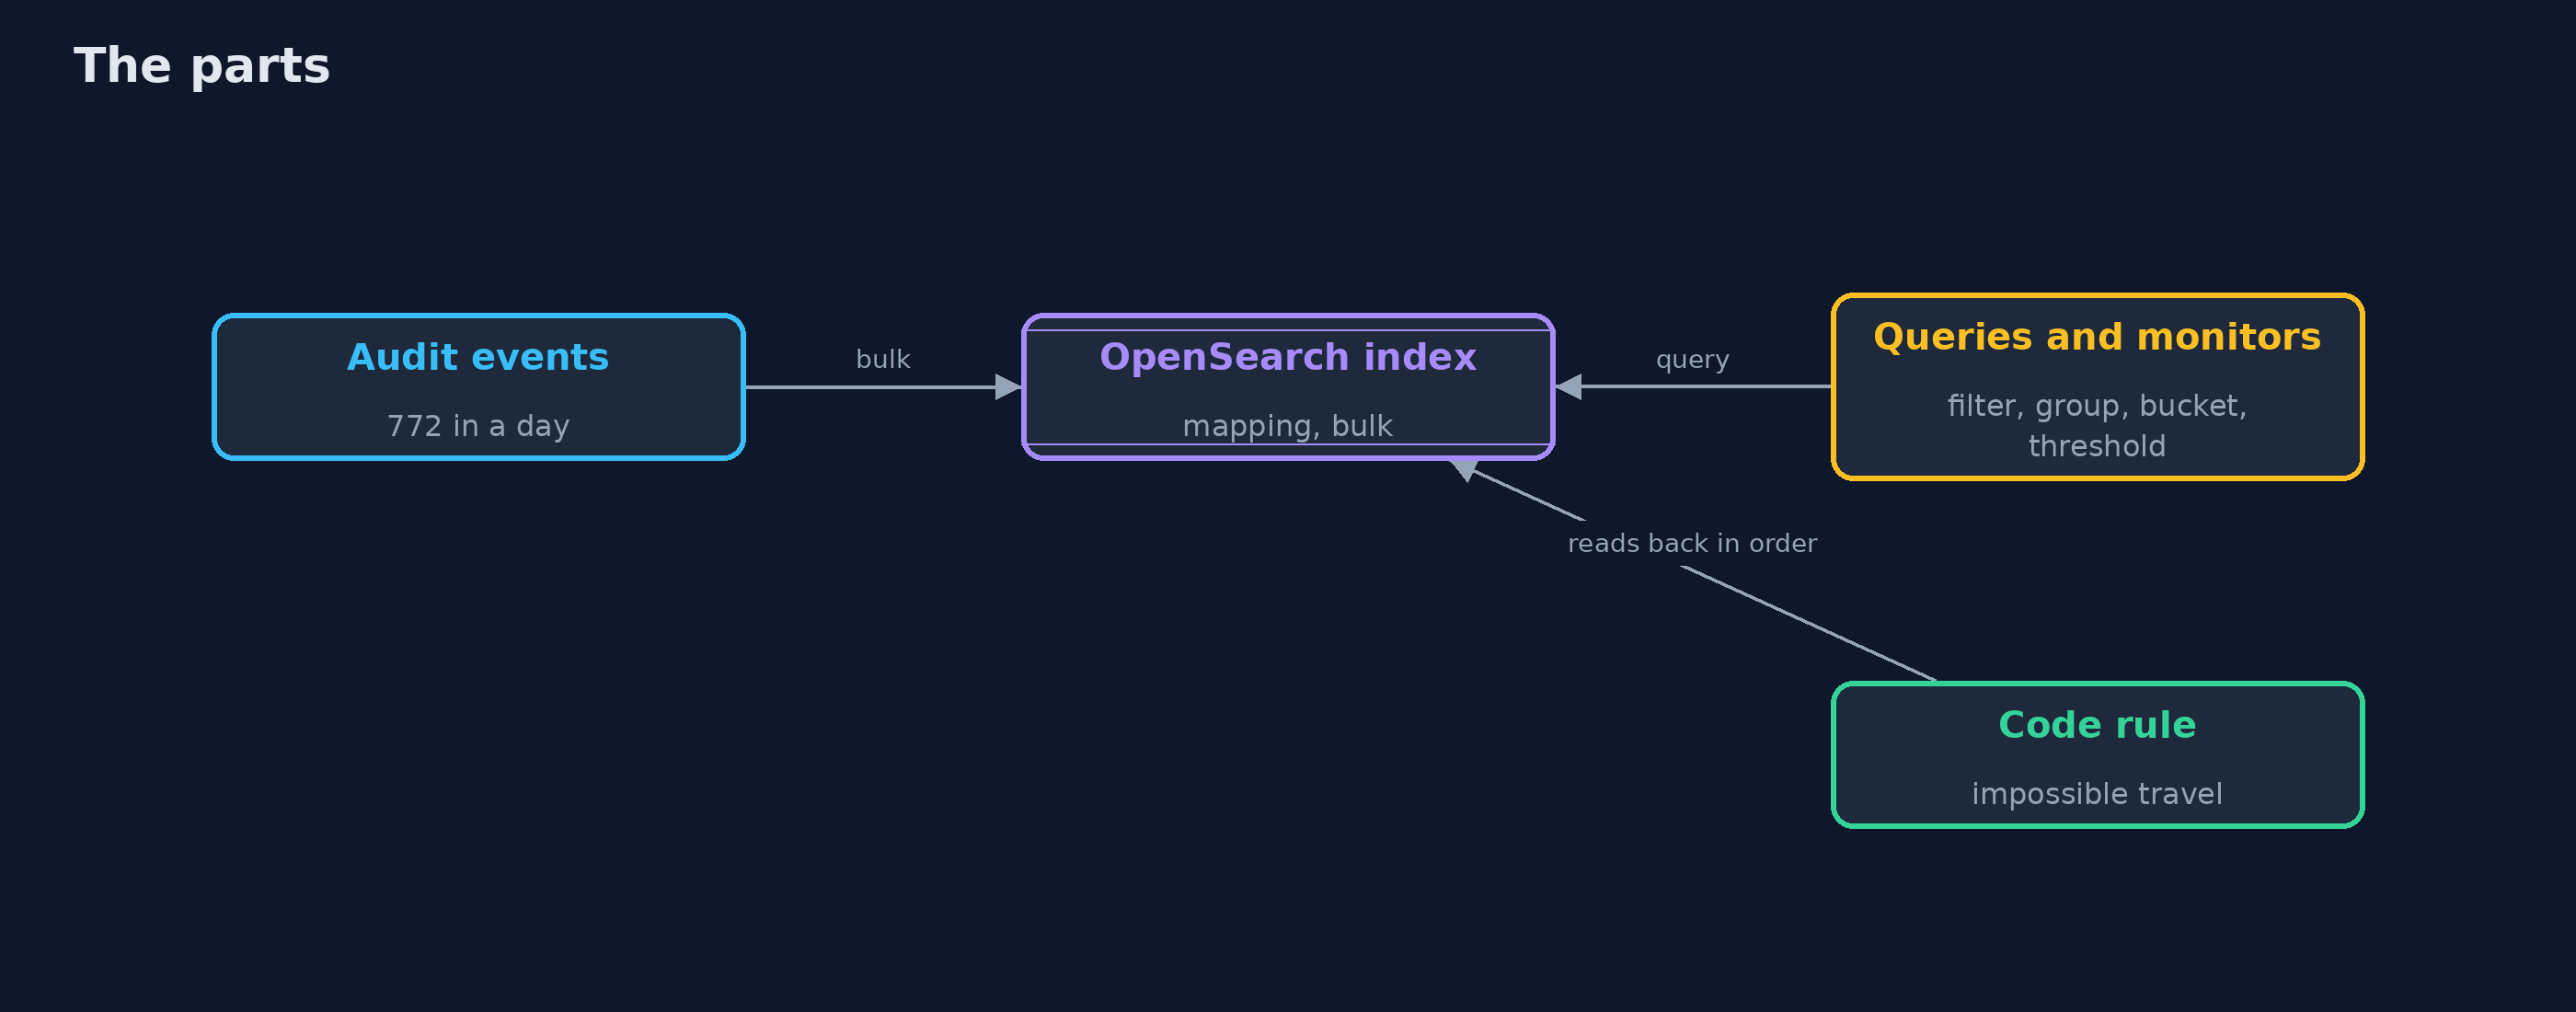 The parts
Audit events
772 in a day
bulk
OpenSearch index
mapping, bulk
query
Queries and monitors
filter, group, bucket,
threshold
reads back in order
Code rule
impossible travel